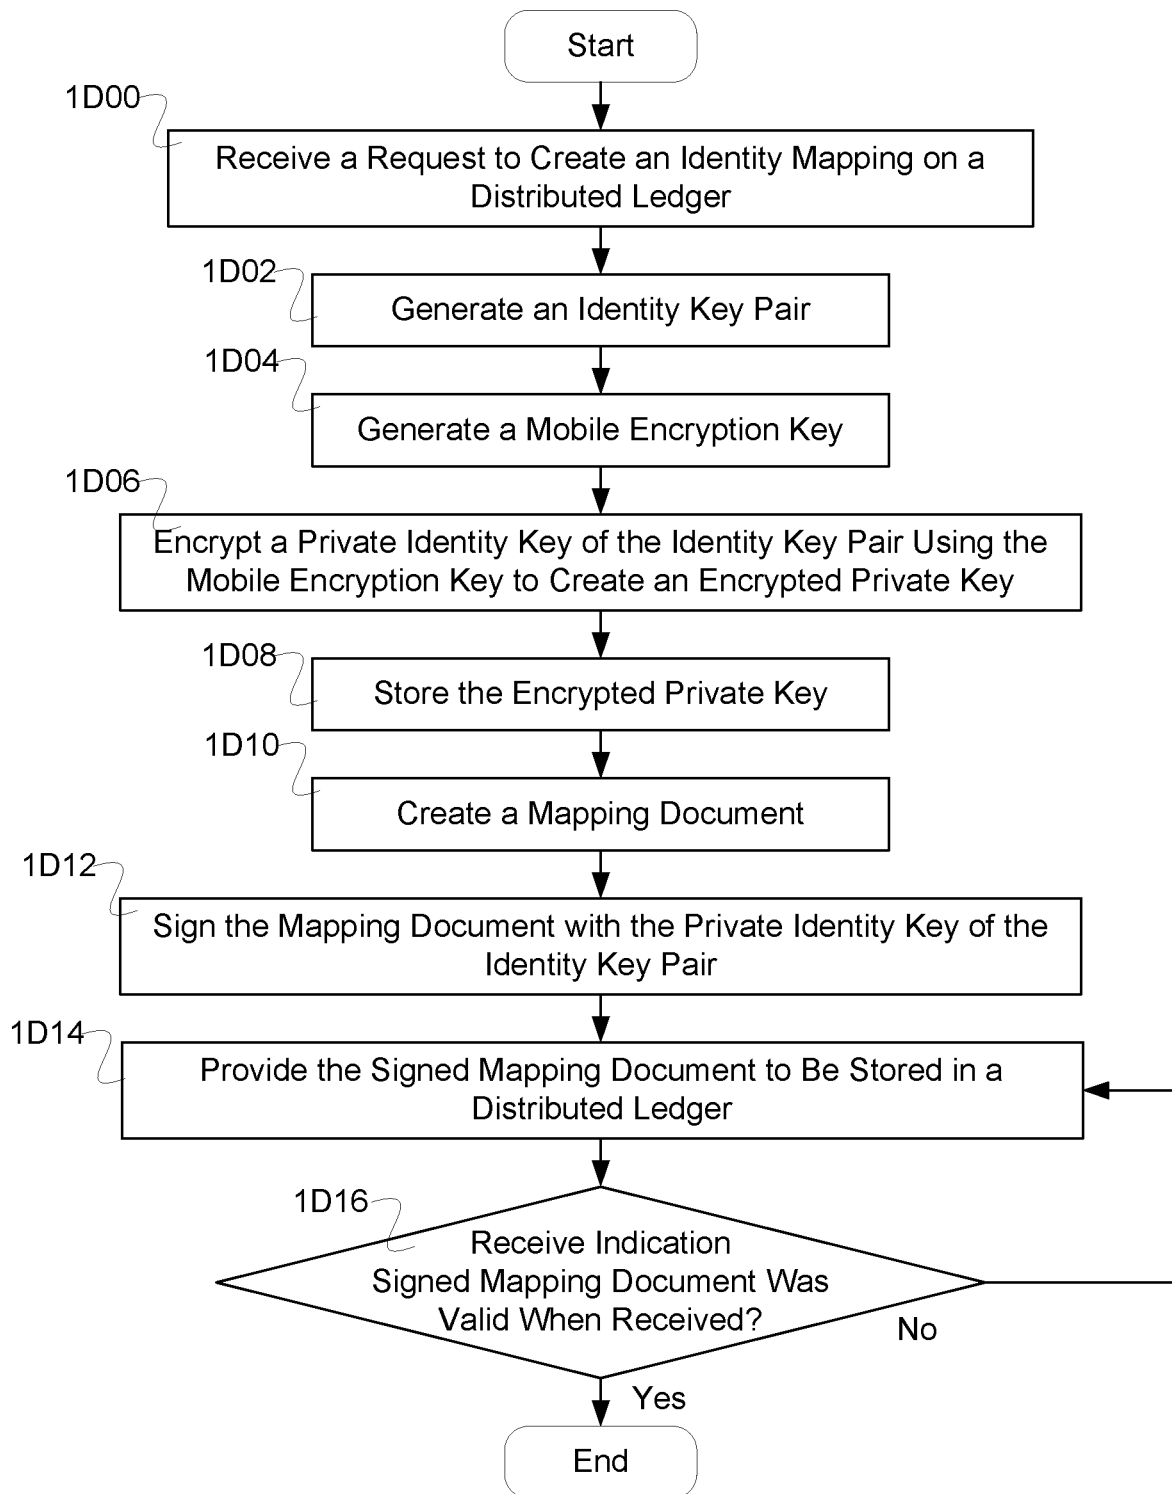 Start
1D00
Receive a Request to Create an Identity Mapping on a
Distributed Ledger
1D02
Generate an Identity Key Pair
1D04
Generate a Mobile Encryption Key
1D06
Encrypt a Private Identity Key of the Identity Key Pair Using the
Mobile Encryption Key to Create an Encrypted Private Key
1D08
Store the Encrypted Private Key
1D10
Create a Mapping Document
1D12
Sign the Mapping Document with the Private Identity Key of the
Identity Key Pair
1D14
Provide the Signed Mapping Document to Be Stored in a
Distributed Ledger
1D16
Receive Indication
Signed Mapping Document Was
Valid When Received?
No
Yes
End